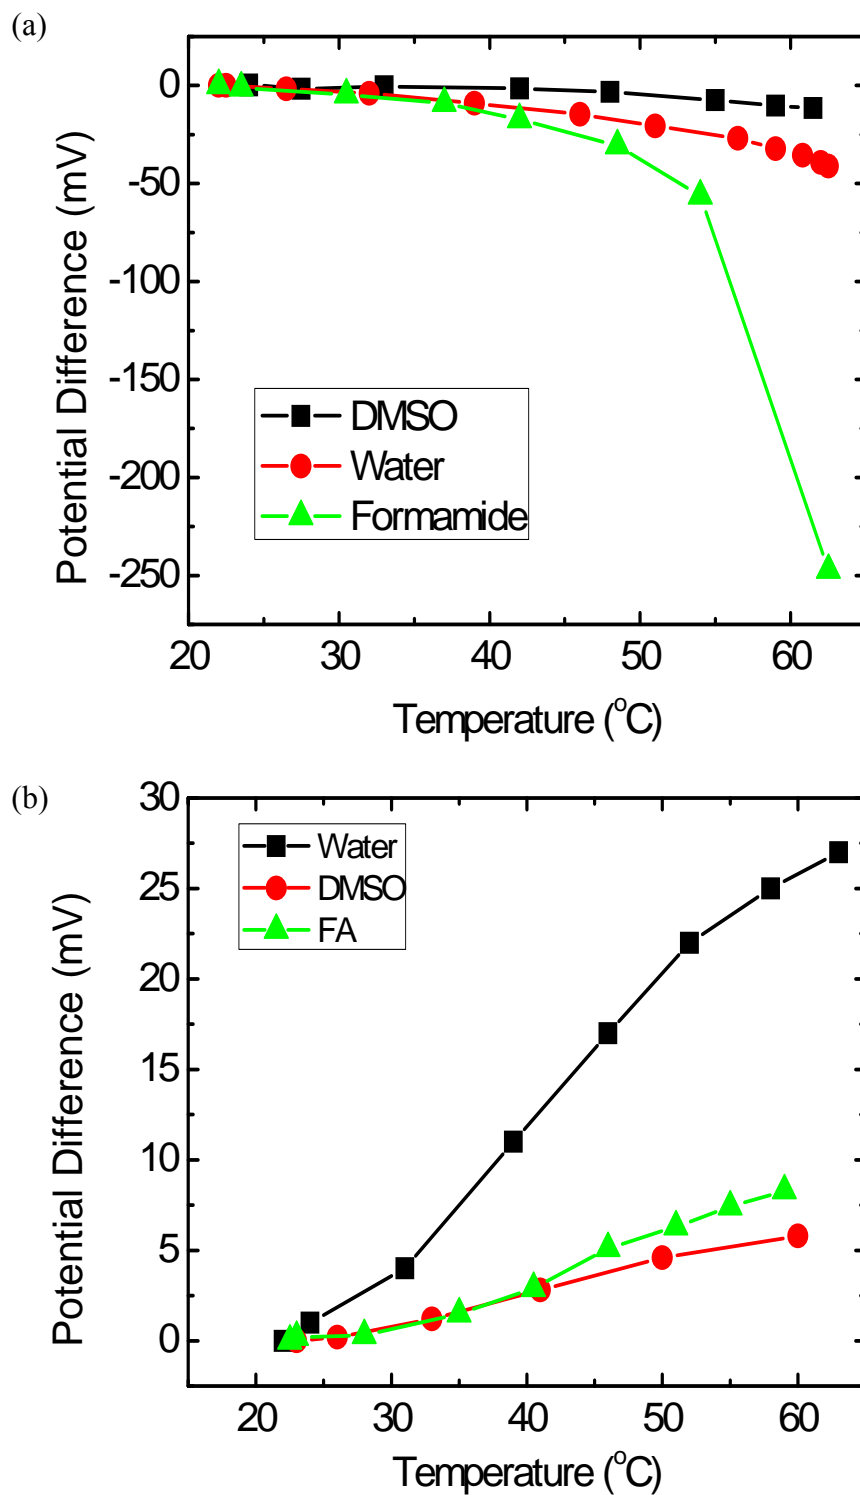 (a)
0
-50
-100
-150
-200
-250
Potential Difference (mV)
DMSO
Water
Formamide
20 30 40 50 60
Temperature (°C)
(b)
30
25
20
15
10
5
0
Potential Difference (mV)
Water
DMSO
FA
20 30 40 50 60
Temperature (°C)